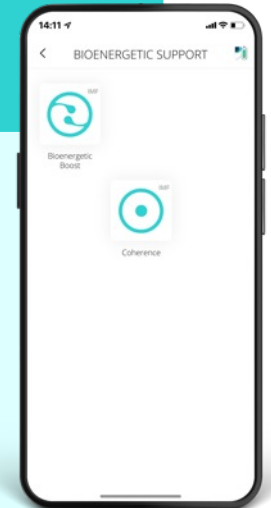 14:11
BIOENERGETIC SUPPORT
IMF
Bioenergetic
Boost
IMF
Coherence